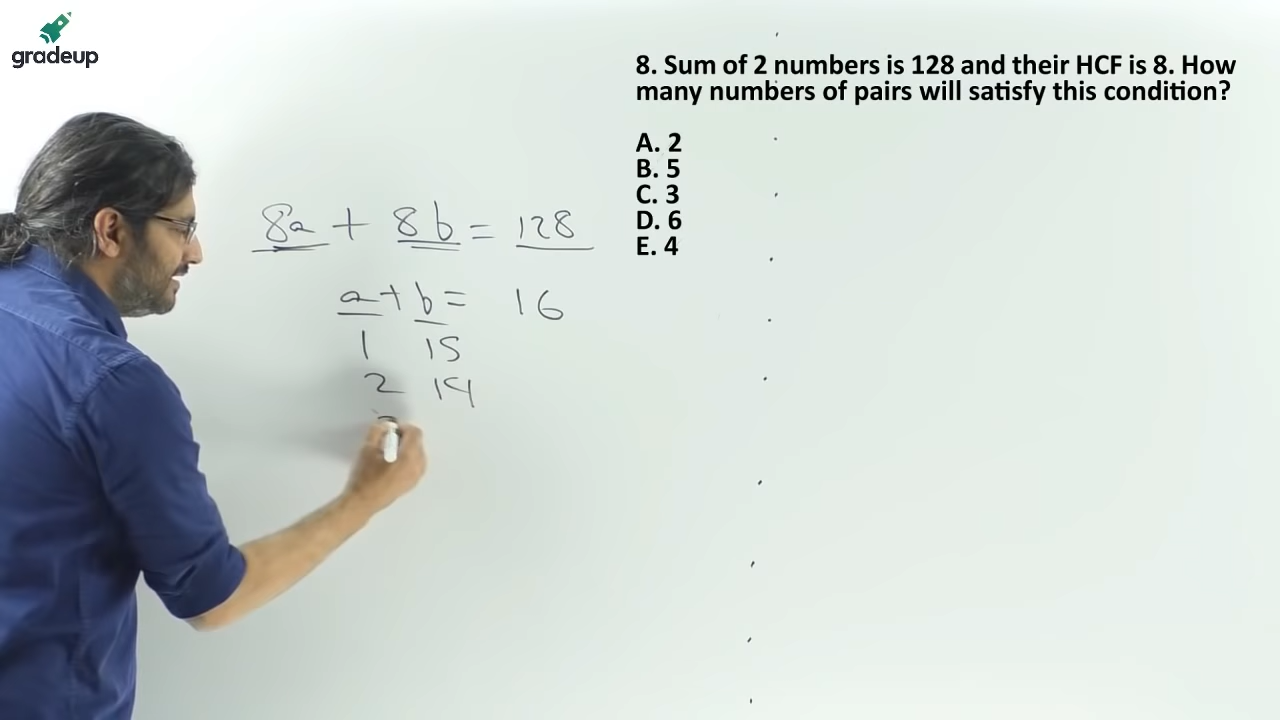 gradeup
8. Sum of 2 numbers is 128 and their HCF is 8. How
many numbers of pairs will satisfy this condition?
A. 2
B. 5
C. 3
D. 6
E. 4
8a + 8b = 128
a + b = 16
1 15
2 14